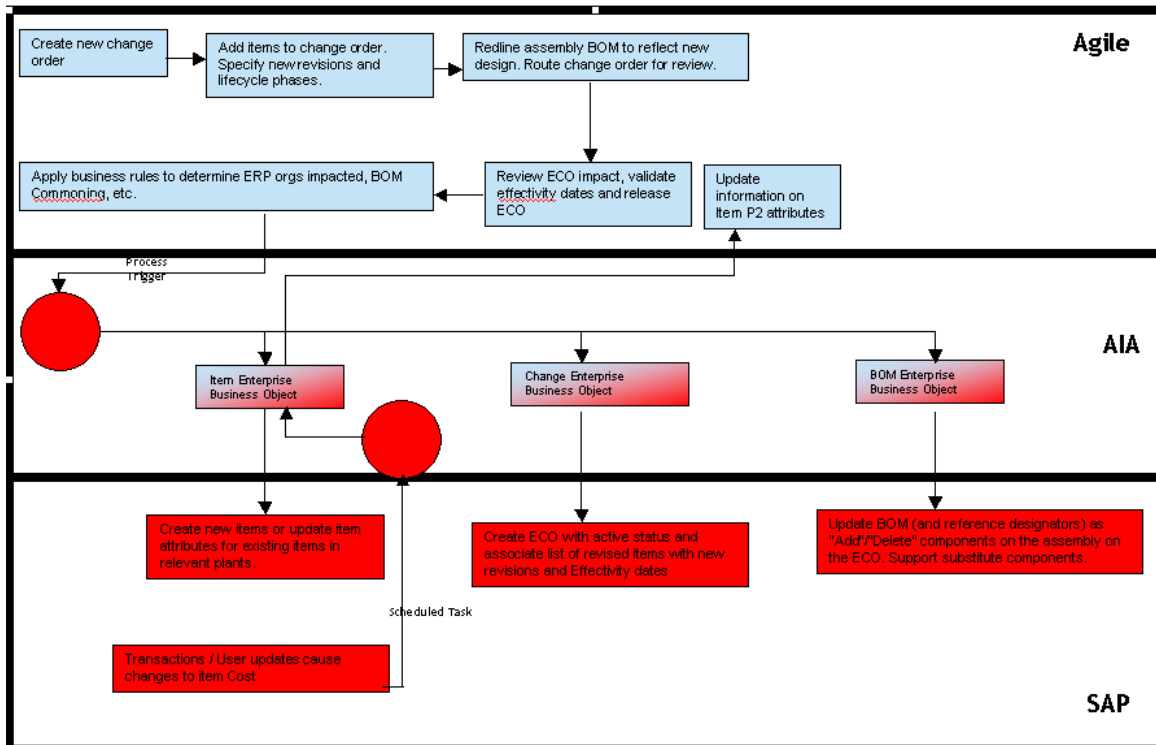 Create new change
order
Add items to change order.
Specify new revisions and
lifecycle phases.
Redline assembly BOM to reflect new
design. Route change order for review.
Agile
Apply business rules to determine ERP orgs impacted, BOM
Commoning, etc.
Review ECO impact, validate
effectivity dates and release
ECO
Update
information on
Item P2 attributes
Process
Trigger
AIA
Item Enterprise
Business Object
Change Enterprise
Business Object
BOM Enterprise
Business Object
Create new items or update item
attributes for existing items in
relevant plants.
Create ECO with active status and
associate list of revised items with new
revisions and Effectivity dates
Update BOM (and reference designators) as
"Add"/"Delete" components on the assembly on
the ECO. Support substitute components.
Scheduled Task
Transactions / User updates cause
changes to item Cost
SAP